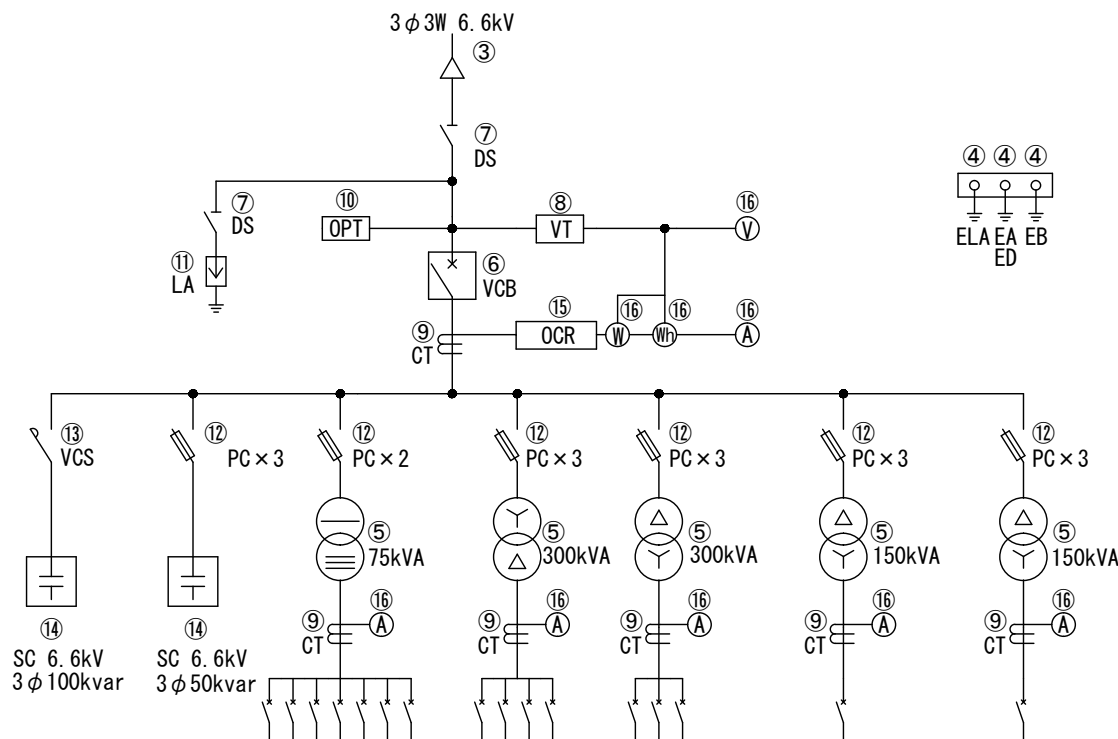 3φ3W 6.6kV
③
⑦
DS
④ ④ ④
ELA EA EB
ED
⑦
DS
⑪
LA
⑩
OPT
⑧
VT
⑯
V
⑥
VCB
⑨
CT
⑮
OCR
⑯
W
⑯
Wh
⑯
A
⑬
VCS
⑫
PC×3
⑫
PC×2
⑫
PC×3
⑫
PC×3
⑫
PC×3
⑫
PC×3
⑤
75kVA
⑤
300kVA
⑤
300kVA
⑤
150kVA
⑤
150kVA
⑭
SC 6.6kV
3φ100kvar
⑭
SC 6.6kV
3φ50kvar
⑨
CT
⑯
A
⑨
CT
⑯
A
⑨
CT
⑯
A
⑨
CT
⑯
A
⑨
CT
⑯
A